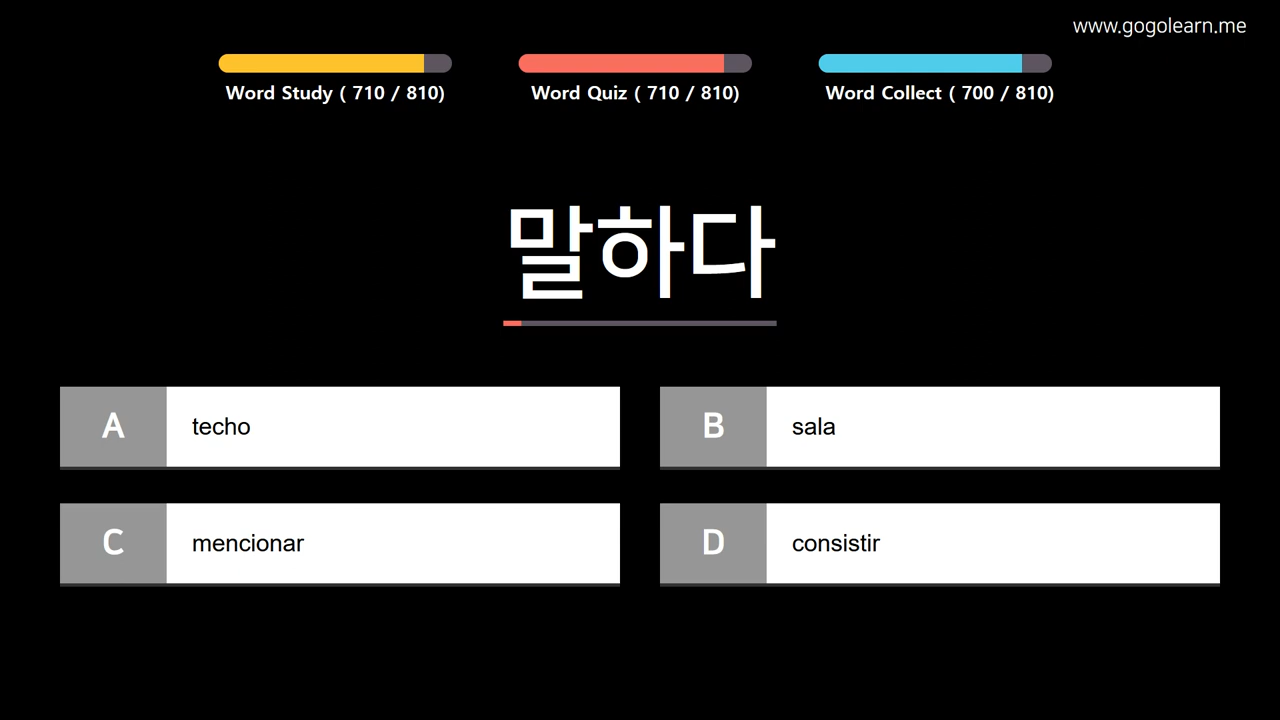 www.gogolearn.me
Word Study ( 710 / 810)
Word Quiz ( 710 / 810)
Word Collect ( 700 / 810)
말하다
A techo
B sala
C mencionar
D consistir